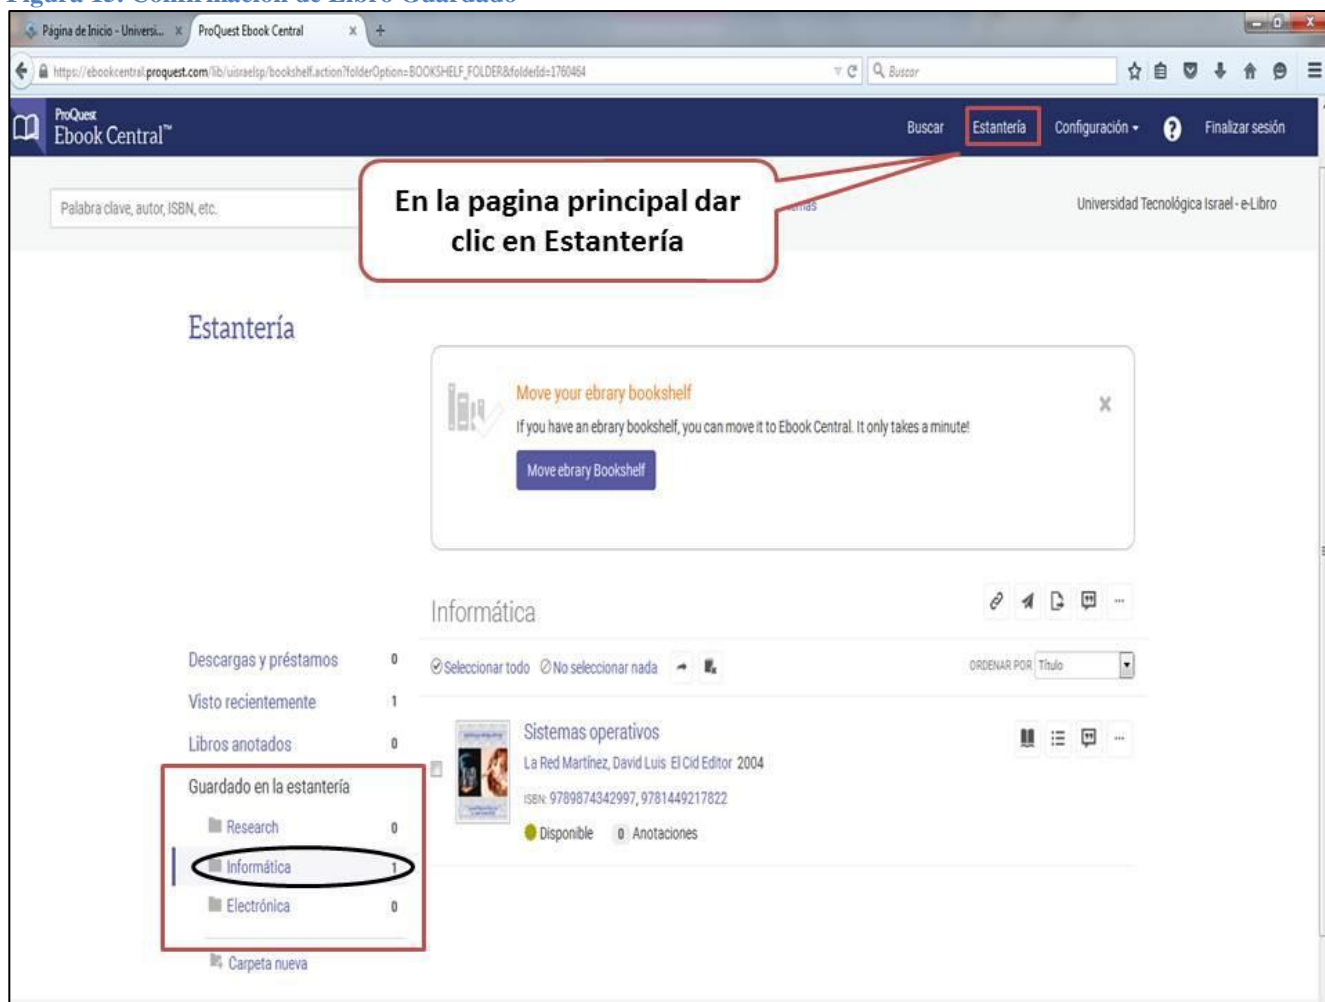 Figura 15. Confirmación de Libro Guardado
Página de Inicio - Universi... x ProQuest Ebook Central x +
https://ebookcentral.proquest.com/lib/uisraelsp/bookshelf.action?folderOption=BOOKSHELF_FOLDER&folderId=1760464 Buscar
ProQuest
Ebook Central™ Buscar Estantería Configuración ? Finalizar sesión
En la pagina principal dar
clic en Estantería
Palabra clave, autor, ISBN, etc. Universidad Tecnológica Israel - e-Libro
Estantería
Move your ebrary bookshelf
If you have an ebrary bookshelf, you can move it to Ebook Central. It only takes a minute!
Move ebrary Bookshelf
Informática
Descargas y préstamos 0
Visto recientemente 1
Libros anotados 0
Guardado en la estantería
Research 0
Informática 1
Electrónica 0
Carpeta nueva
Seleccionar todo No seleccionar nada ORDENAR POR Título
Sistemas operativos
La Red Martínez, David Luis El Cid Editor 2004
ISBN: 9789874342997, 9781449217822
Disponible 0 Anotaciones